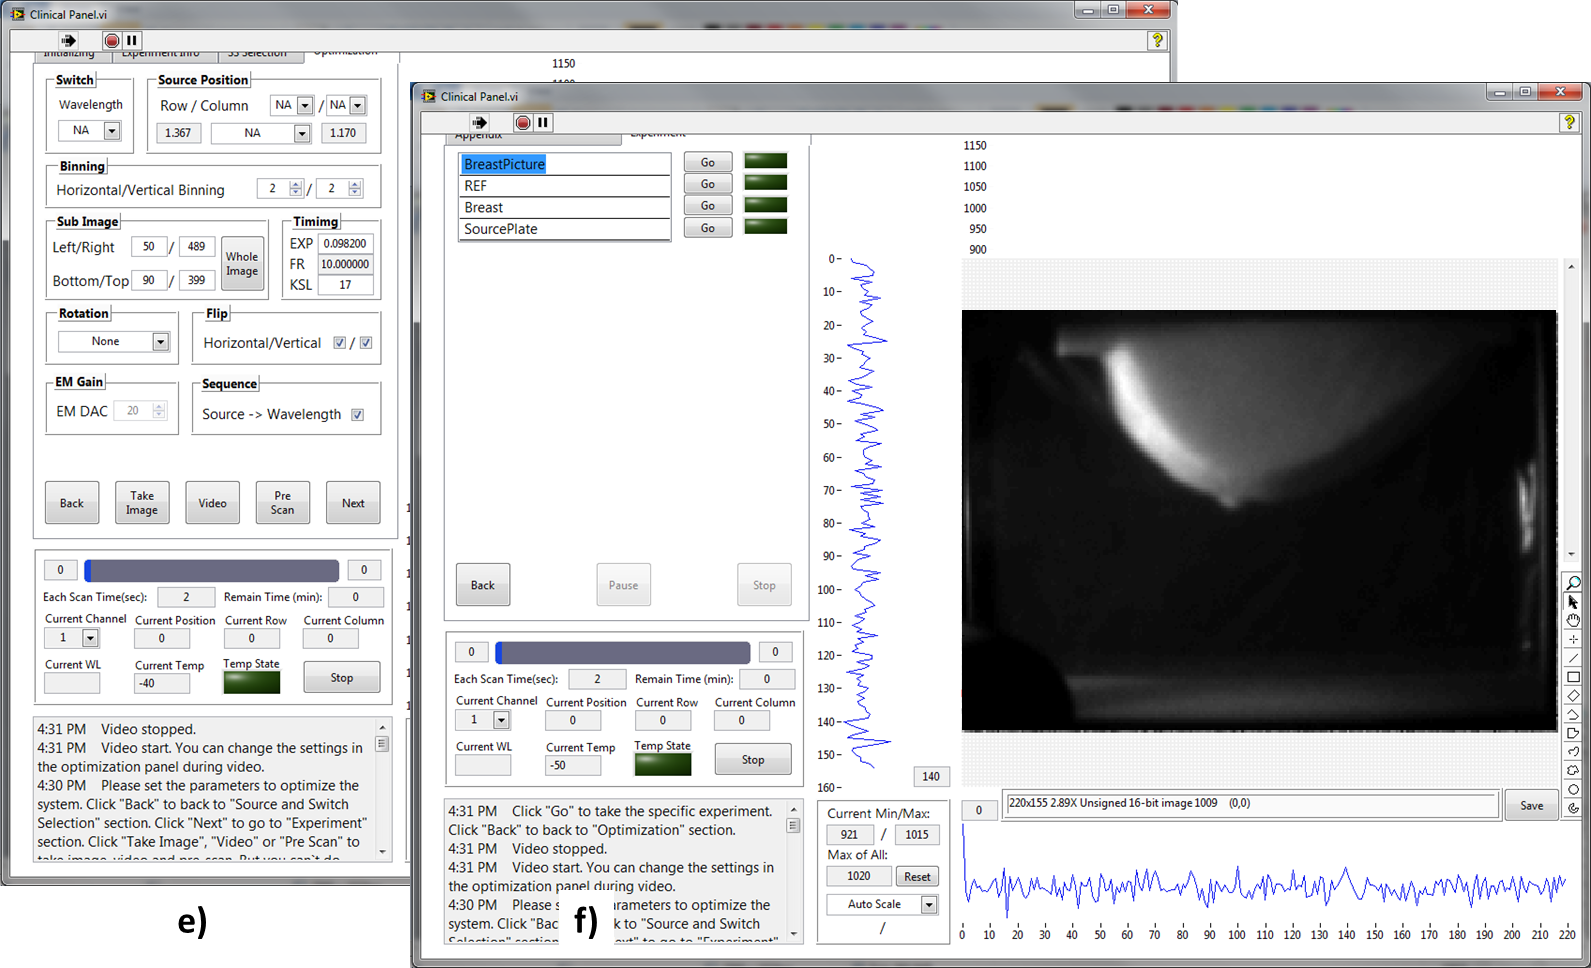 Clinical Panel.vi
Initializing Experiment Info SS Selection Optimization
Switch
Wavelength
NA
Source Position
Row / Column NA / NA
1.367 NA 1.170
Binning
Horizontal/Vertical Binning 2 / 2
Sub Image
Left/Right 50 / 489
Bottom/Top 90 / 399
Whole
Image
Timimg
EXP 0.098200
FR 10.000000
KSL 17
Rotation
None
Flip
Horizontal/Vertical /
EM Gain
EM DAC 20
Sequence
Source -> Wavelength
Back
Take
Image
Video
Pre
Scan
Next
0 0
Each Scan Time(sec): 2 Remain Time (min): 0
Current Channel Current Position Current Row Current Column
1 0 0 0
Current WL Current Temp Temp State
-40
Stop
4:31 PM Video stopped.
4:31 PM Video start. You can change the settings in
the optimization panel during video.
4:30 PM Please set the parameters to optimize the
system. Click "Back" to back to "Source and Switch
Selection" section. Click "Next" to go to "Experiment"
section. Click "Take Image", "Video" or "Pre Scan" to
take image, video and pre-scan. But you can't do
e)
1150
1100
Clinical Panel.vi
Appendix Experiment
BreastPicture Go
REF Go
Breast Go
SourcePlate Go
Back Pause Stop
0 0
Each Scan Time(sec): 2 Remain Time (min): 0
Current Channel Current Position Current Row Current Column
1 0 0 0
Current WL Current Temp Temp State
-50
Stop
4:31 PM Click "Go" to take the specific experiment.
Click "Back" to back to "Optimization" section.
4:31 PM Video stopped.
4:31 PM Video start. You can change the settings in
the optimization panel during video.
4:30 PM Please s arameters to optimize the
system. Click "Bac k to "Source and Switch
Selection" section ext" to go to "Experiment"
f)
1150
1100
1050
1000
950
900
0
10
20
30
40
50
60
70
80
90
100
110
120
130
140
150
160
140
0
220x155 2.89X Unsigned 16-bit image 1009 (0,0)
Save
Current Min/Max:
921 / 1015
Max of All:
1020 Reset
Auto Scale
/
0 10 20 30 40 50 60 70 80 90 100 110 120 130 140 150 160 170 180 190 200 210 220